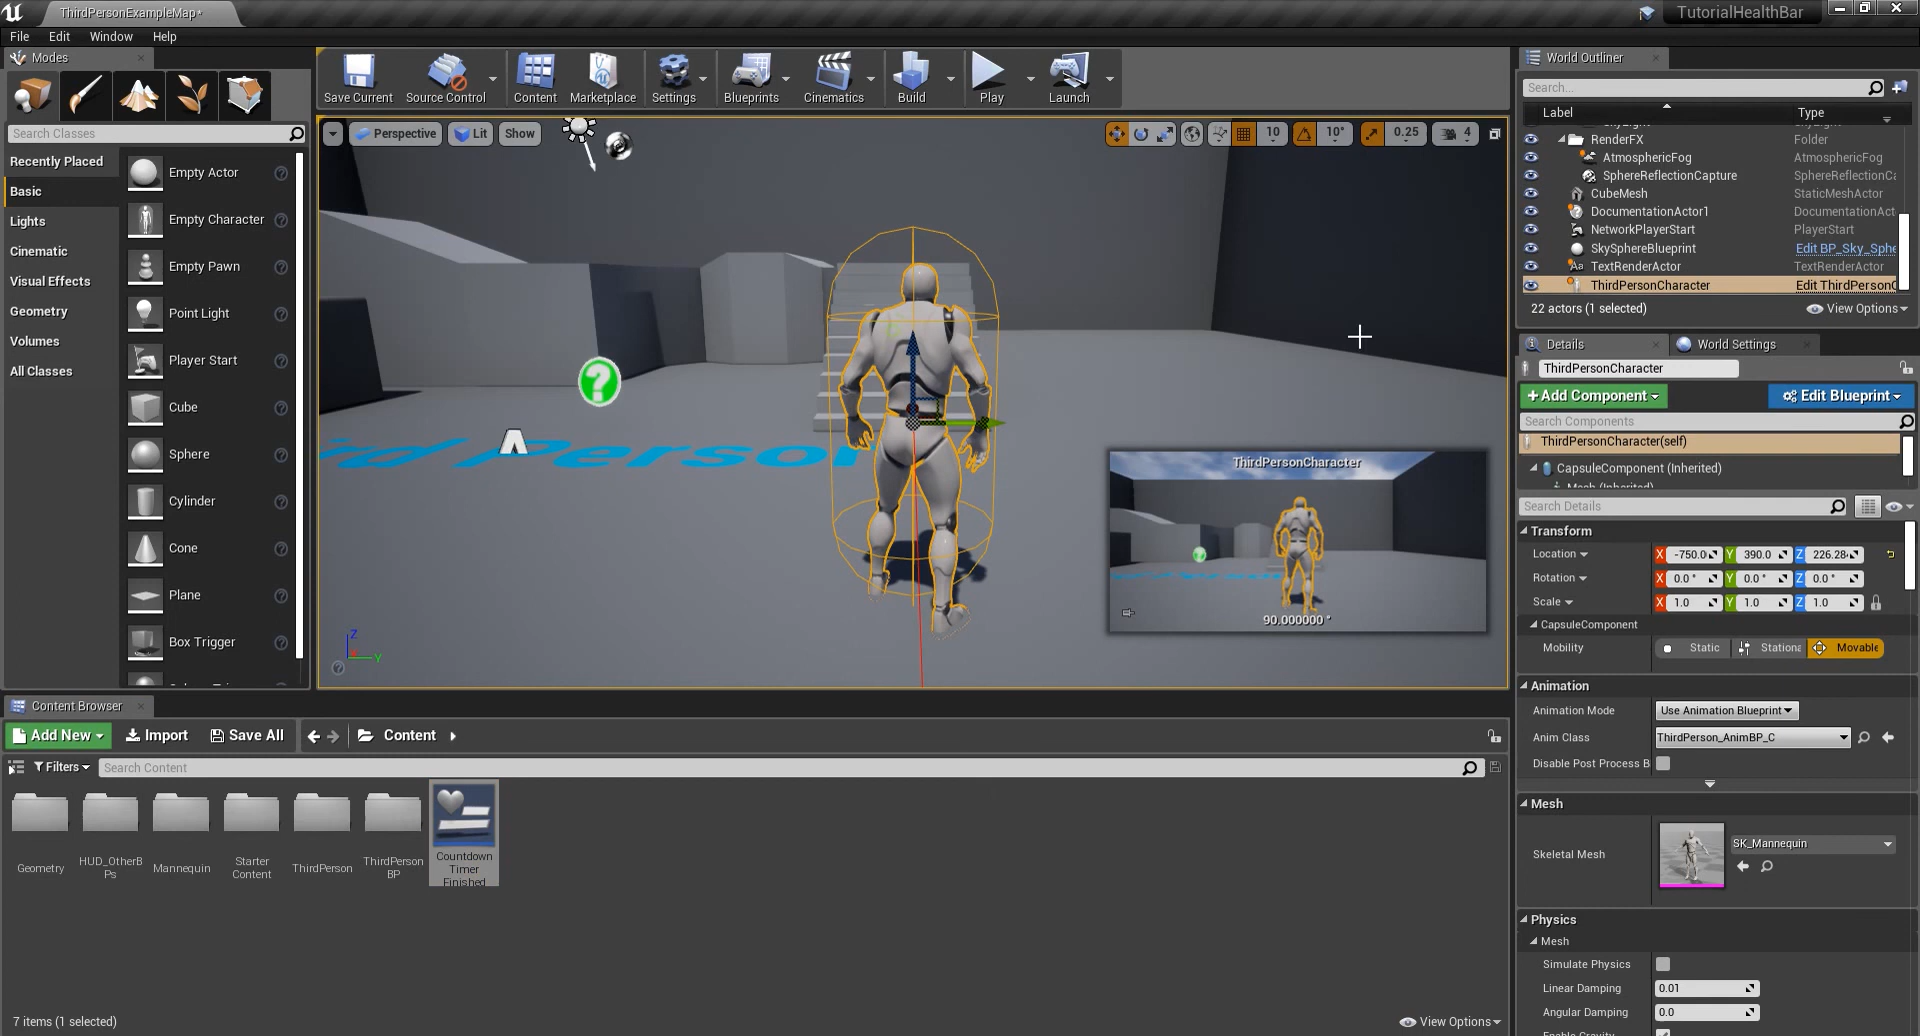 ThirdPersonExampleMap*
TutorialHealthBar
File Edit Window Help
Modes
Search Classes
Recently Placed
Basic
Lights
Cinematic
Visual Effects
Geometry
Volumes
All Classes
Empty Actor
Empty Character
Empty Pawn
Point Light
Player Start
Cube
Sphere
Cylinder
Cone
Plane
Box Trigger
Save Current
Source Control
Content
Marketplace
Settings
Blueprints
Cinematics
Build
Play
Launch
Perspective
Lit
Show
10
10°
0.25
4
ird Person
ThirdPersonCharacter
90.000000 °
Z
Y
World Outliner
Search...
Label Type
RenderFX Folder
AtmosphericFog AtmosphericFog
SphereReflectionCapture SphereReflectionCa
CubeMesh StaticMeshActor
DocumentationActor1 DocumentationAct
NetworkPlayerStart PlayerStart
SkySphereBlueprint Edit BP_Sky_Sphe
TextRenderActor TextRenderActor
ThirdPersonCharacter Edit ThirdPersonC
22 actors (1 selected)
View Options
Details
World Settings
ThirdPersonCharacter
+Add Component
Edit Blueprint
Search Components
ThirdPersonCharacter(self)
CapsuleComponent (Inherited)
Mesh (Inherited)
Search Details
Transform
Location X -750.0 Y 390.0 Z 226.28
Rotation X 0.0 ° Y 0.0 ° Z 0.0 °
Scale X 1.0 Y 1.0 Z 1.0
CapsuleComponent
Mobility Static Stationa Movable
Animation
Animation Mode Use Animation Blueprint
Anim Class ThirdPerson_AnimBP_C
Disable Post Process B
Mesh
Skeletal Mesh SK_Mannequin
Physics
Mesh
Simulate Physics
Linear Damping 0.01
Angular Damping 0.0
Enable Gravity
Content Browser
Add New Import Save All Content
Filters Search Content
Geometry
HUD_OtherB
Ps
Mannequin
Starter
Content
ThirdPerson
ThirdPerson
BP
Countdown
Timer
Finished
7 items (1 selected)
View Options